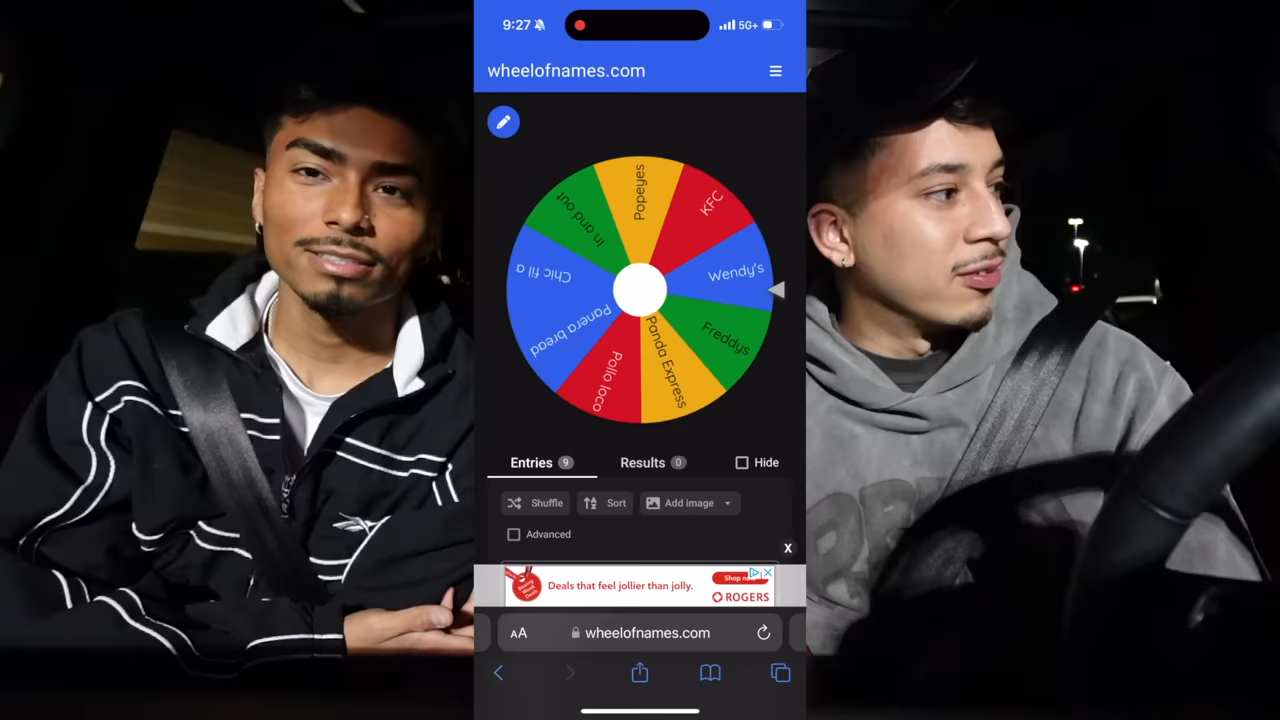 9:27
5G+
wheelofnames.com
Popeyes
KFC
Wendy's
Freddys
Panda Express
Pollo loco
Panera bread
Chic fil a
In and out
Entries 9
Results 0
Hide
Shuffle
Sort
Add image
Advanced
X
Deals that feel jollier than jolly.
ROGERS
AA
wheelofnames.com